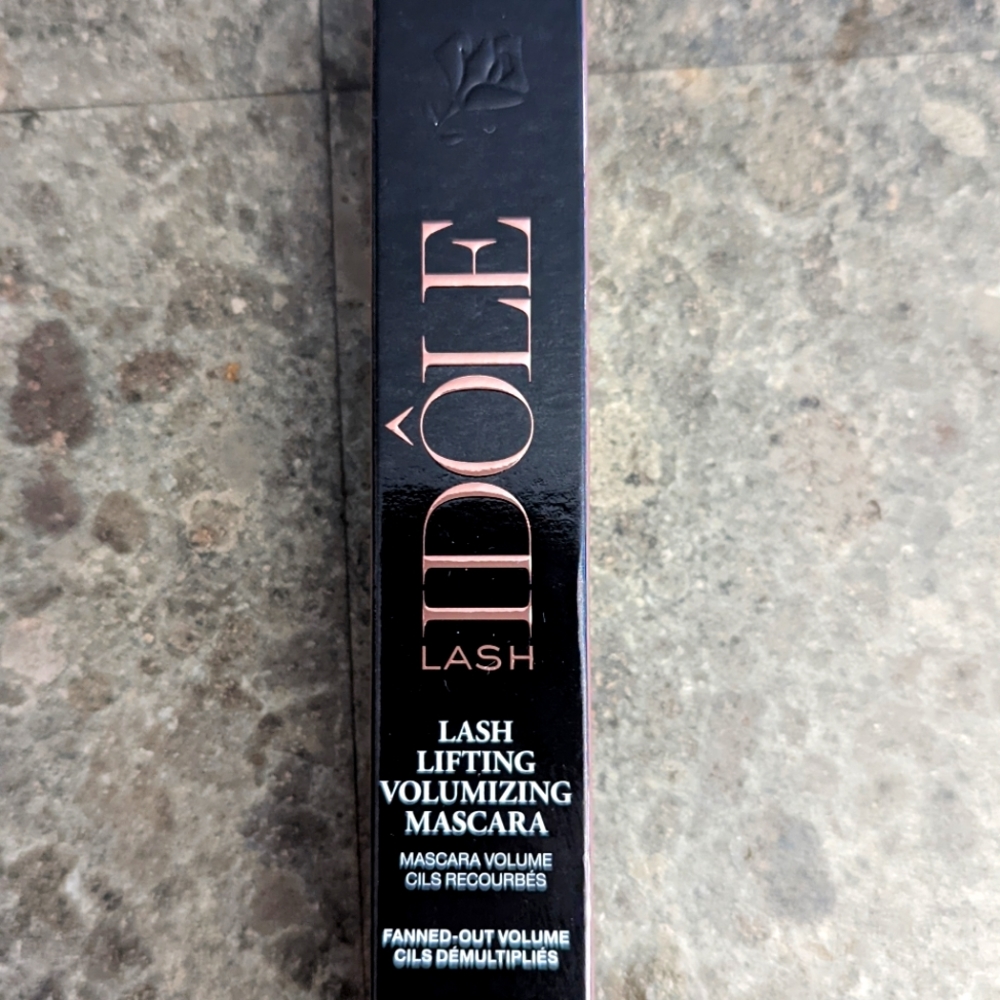 IDÔLE
LASH
LASH
LIFTING
VOLUMIZING
MASCARA
MASCARA VOLUME
CILS RECOURBÉS
FANNED-OUT VOLUME
CILS DÉMULTIPLIÉS